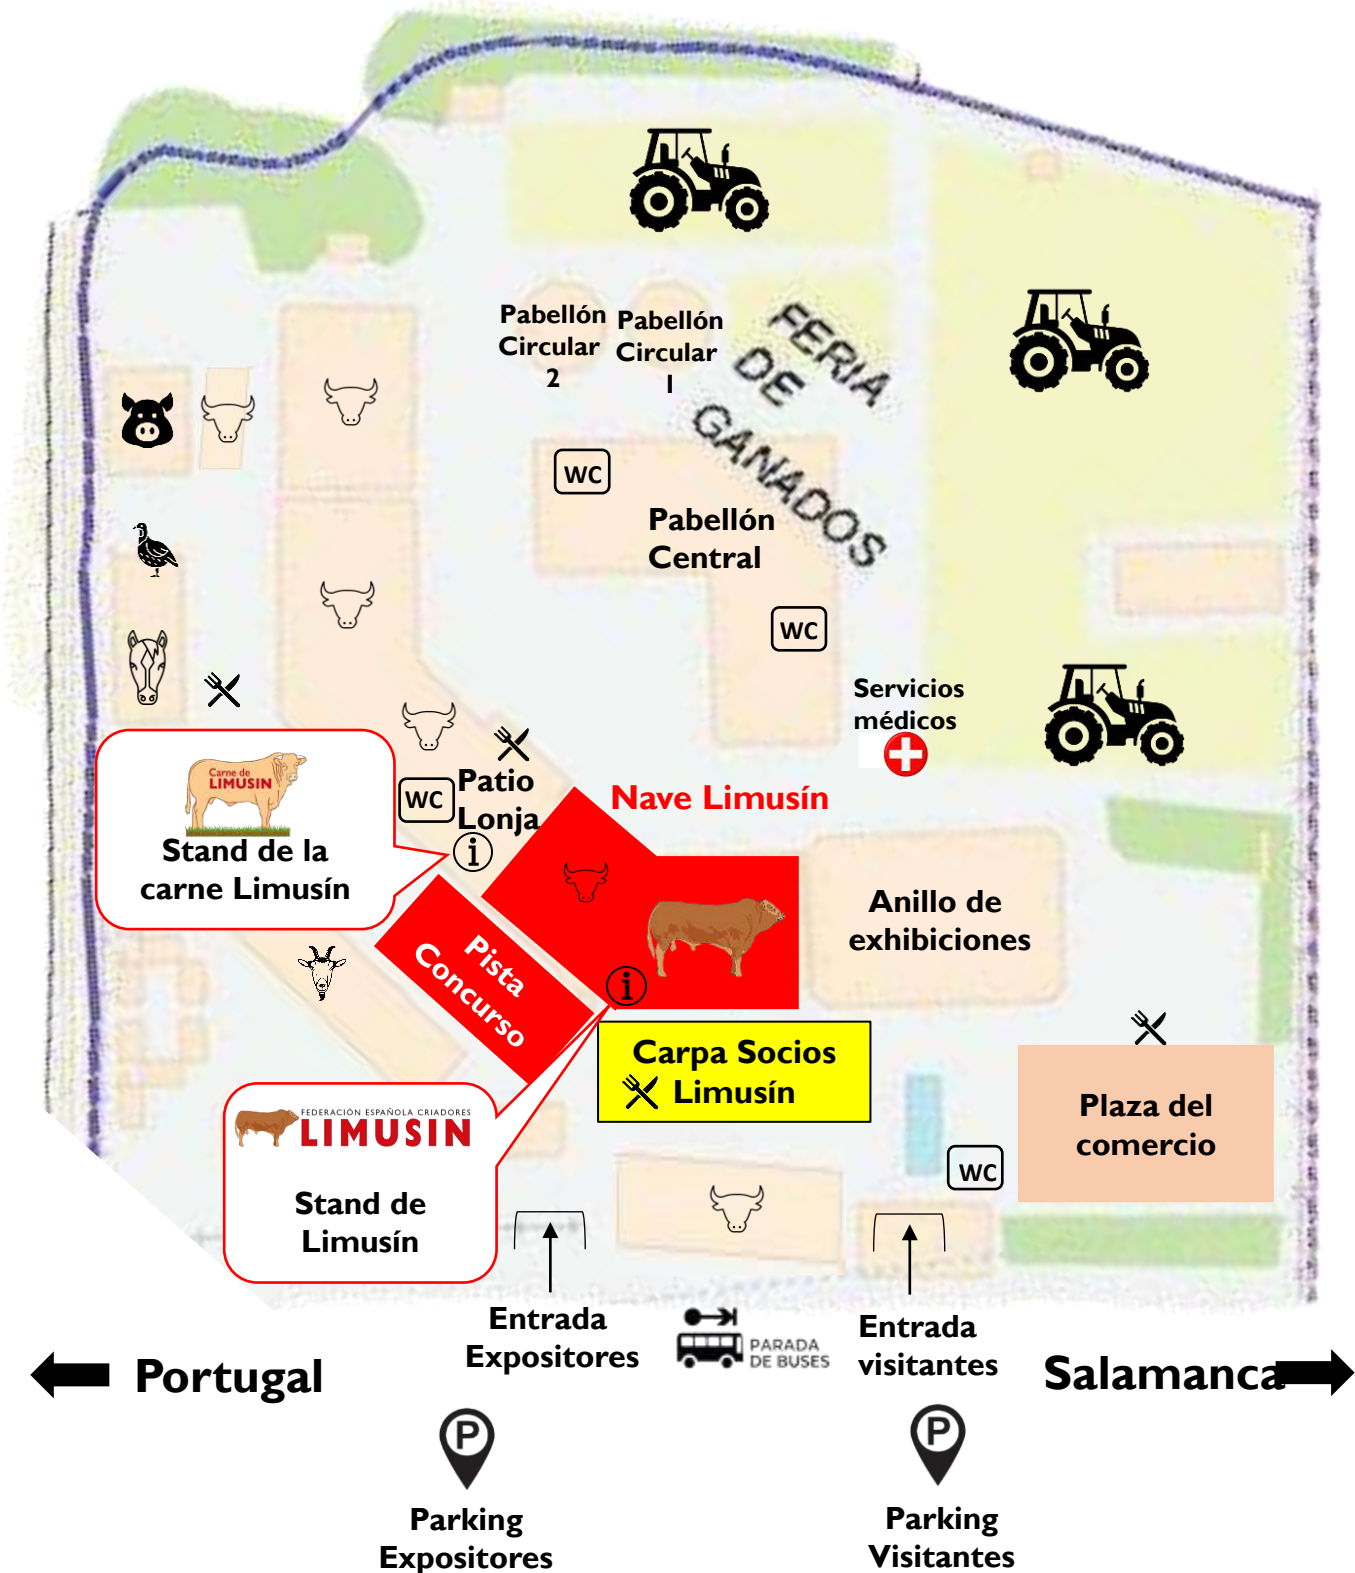 FERIA
DE
GANADOS
Pabellón
Circular
2
Pabellón
Circular
1
WC
Pabellón
Central
WC
Servicios
médicos
Carne de
LIMUSIN
Stand de la
carne Limusín
WC
Patio
Lonja
i
Nave Limusín
Anillo de
exhibiciones
Pista
Concurso
i
Carpa Socios
Limusín
Plaza del
comercio
WC
FEDERACIÓN ESPAÑOLA CRIADORES
LIMUSIN
Stand de
Limusín
Entrada
Expositores
PARADA
DE BUSES
Entrada
visitantes
Portugal
Salamanca
P
Parking
Expositores
P
Parking
Visitantes